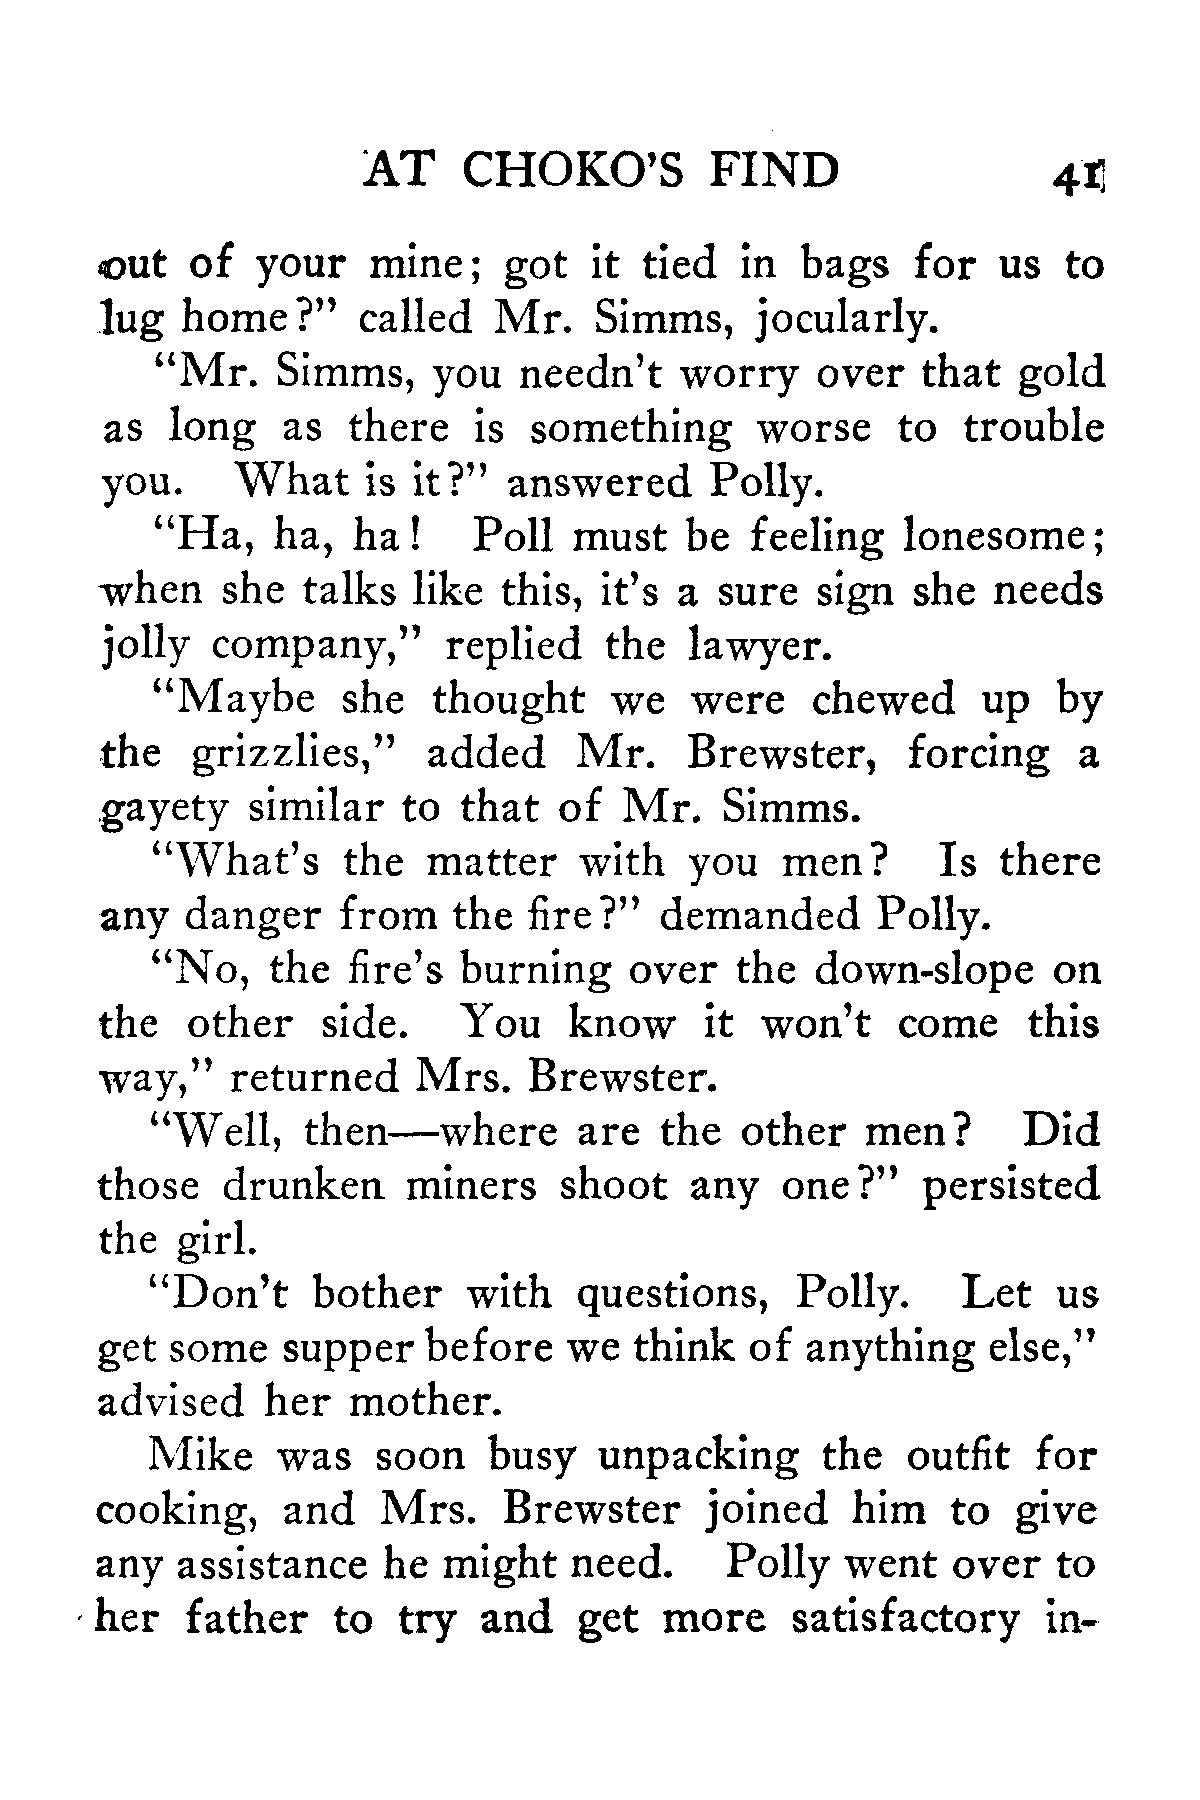 AT CHOKO'S FIND 41
out of your mine; got it tied in bags for us to
lug home?" called Mr. Simms, jocularly.
"Mr. Simms, you needn't worry over that gold
as long as there is something worse to trouble
you. What is it?" answered Polly.
"Ha, ha, ha! Poll must be feeling lonesome;
when she talks like this, it's a sure sign she needs
jolly company," replied the lawyer.
"Maybe she thought we were chewed up by
the grizzlies," added Mr. Brewster, forcing a
gayety similar to that of Mr. Simms.
"What's the matter with you men? Is there
any danger from the fire?" demanded Polly.
"No, the fire's burning over the down-slope on
the other side. You know it won't come this
way," returned Mrs. Brewster.
"Well, then—where are the other men? Did
those drunken miners shoot any one?" persisted
the girl.
"Don't bother with questions, Polly. Let us
get some supper before we think of anything else,"
advised her mother.
Mike was soon busy unpacking the outfit for
cooking, and Mrs. Brewster joined him to give
any assistance he might need. Polly went over to
her father to try and get more satisfactory in-